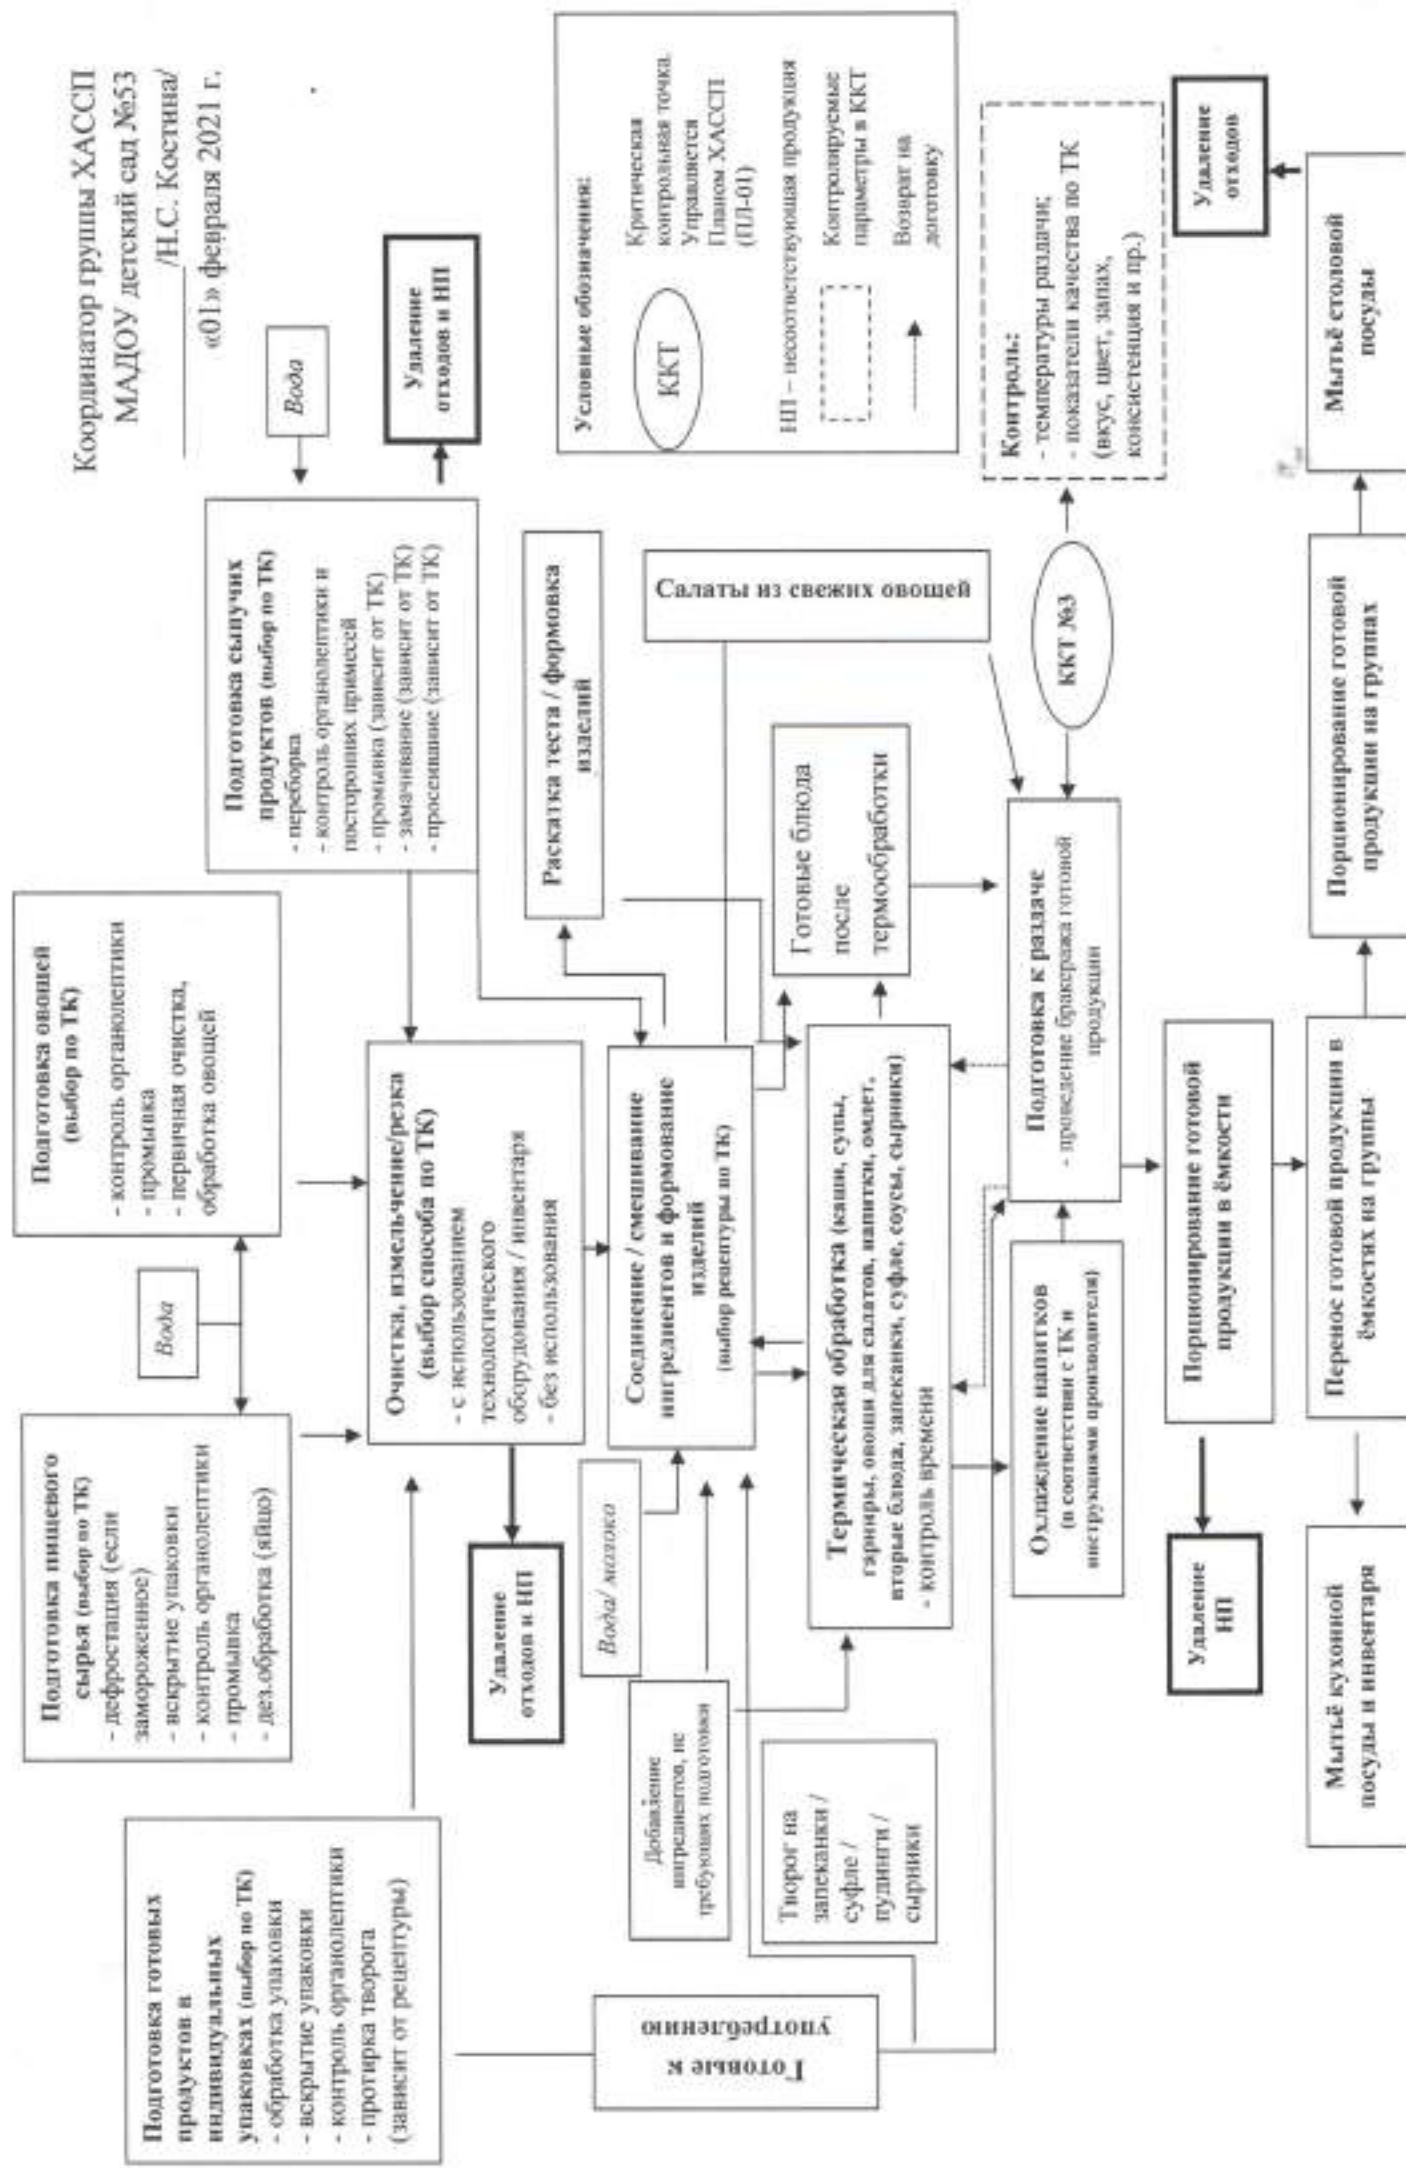 Координатор группы ХАССП
МАДОУ детский сад №53
/Н.С. Костина/
«01» февраля 2021 г.
Подготовка готовых
продуктов в
индивидуальных
упаковках (выбор по ТК)
- обработка упаковки
- вскрытие упаковки
- контроль органолептики
- протирка творога
(зависит от рецептуры)
Подготовка пищевого
сырья (выбор по ТК)
- дефростация (если
замороженное)
- вскрытие упаковки
- контроль органолептики
- промывка
- дез.обработка (яйцо)
Вода
Подготовка овощей
(выбор по ТК)
- контроль органолептики
- промывка
- первичная очистка,
обработка овощей
Подготовка сыпучих
продуктов (выбор по ТК)
- переборка
- контроль органолептики и
посторонних примесей
- промывка (зависит от ТК)
- замачивание (зависит от ТК)
- просеивние (зависит от ТК)
Вода
Удаление
отходов и НП
Очистка, измельчение/резка
(выбор способа по ТК)
- с использованием
технологического
оборудования / инвентаря
- без использования
Удаление
отходов и НП
Раскатка теста / формовка
изделий
Условные обозначения:
ККТ
Критическая
контрольная точка.
Управляется
Планом ХАССП
(ПЛ-01)
НП – несоответствующая продукция
Контролируемые
параметры в ККТ
Возврат на
доготовку
Вода/ молоко
Соединение / смешивание
ингредиентов и формование
изделий
(выбор рецептуры по ТК)
Салаты из свежих овощей
Добавление
ингредиентов, не
требующих подготовки
Готовые к
употреблению
Творог на
запеканки /
суфле /
пудинги /
сырники
Термическая обработка (каши, супы,
гарниры, овощи для салатов, напитки, омлет,
вторые блюда, запеканки, суфле, соусы, сырники)
- контроль времени
Готовые блюда
после
термообработки
Охлаждение напитков
(в соответствии с ТК и
инструкциями производителя)
Подготовка к раздаче
- проведение бракеража готовой
продукции
ККТ №3
Контроль:
- температуры раздачи;
- показатели качества по ТК
(вкус, цвет, запах,
консистенция и пр.)
Удаление
НП
Порционирование готовой
продукции в ёмкости
Удаление
отходов
Мытьё кухонной
посуды и инвентаря
Перенос готовой продукции в
ёмкостях на группы
Порционирование готовой
продукции на группах
Мытьё столовой
посуды